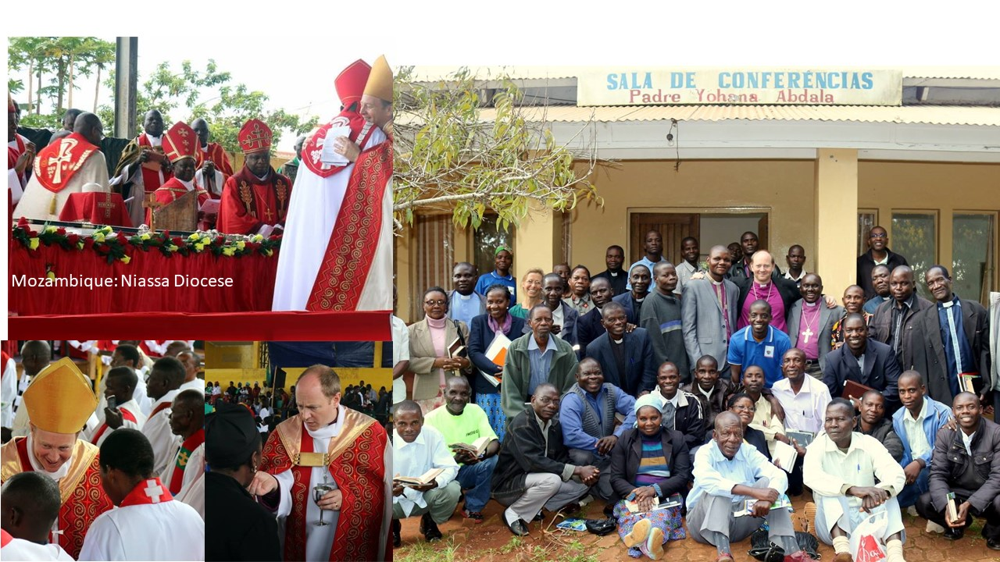 SALA DE CONFERÊNCIAS
Padre Yohana Abdala
Mozambique: Niassa Diocese